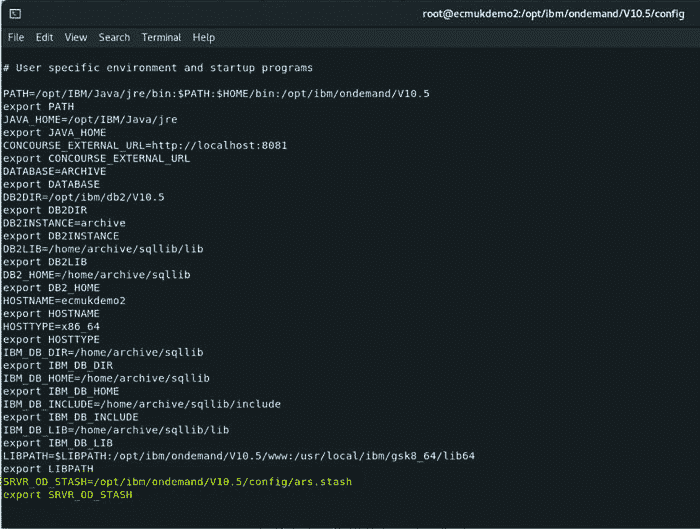 root@ecmukdemo2:/opt/ibm/ondemand/V10.5/config
File Edit View Search Terminal Help
# User specific environment and startup programs
PATH=/opt/IBM/Java/jre/bin:$PATH:$HOME/bin:/opt/ibm/ondemand/V10.5
export PATH
JAVA_HOME=/opt/IBM/Java/jre
export JAVA_HOME
CONCOURSE_EXTERNAL_URL=http://localhost:8081
export CONCOURSE_EXTERNAL_URL
DATABASE=ARCHIVE
export DATABASE
DB2DIR=/opt/ibm/db2/V10.5
export DB2DIR
DB2INSTANCE=archive
export DB2INSTANCE
DB2LIB=/home/archive/sqllib/lib
export DB2LIB
DB2_HOME=/home/archive/sqllib
export DB2_HOME
HOSTNAME=ecmukdemo2
export HOSTNAME
HOSTTYPE=x86_64
export HOSTTYPE
IBM_DB_DIR=/home/archive/sqllib
export IBM_DB_DIR
IBM_DB_HOME=/home/archive/sqllib
export IBM_DB_HOME
IBM_DB_INCLUDE=/home/archive/sqllib/include
export IBM_DB_INCLUDE
IBM_DB_LIB=/home/archive/sqllib/lib
export IBM_DB_LIB
LIBPATH=$LIBPATH:/opt/ibm/ondemand/V10.5/www:/usr/local/ibm/gsk8_64/lib64
export LIBPATH
SRVR_OD_STASH=/opt/ibm/ondemand/V10.5/config/ars.stash
export SRVR_OD_STASH